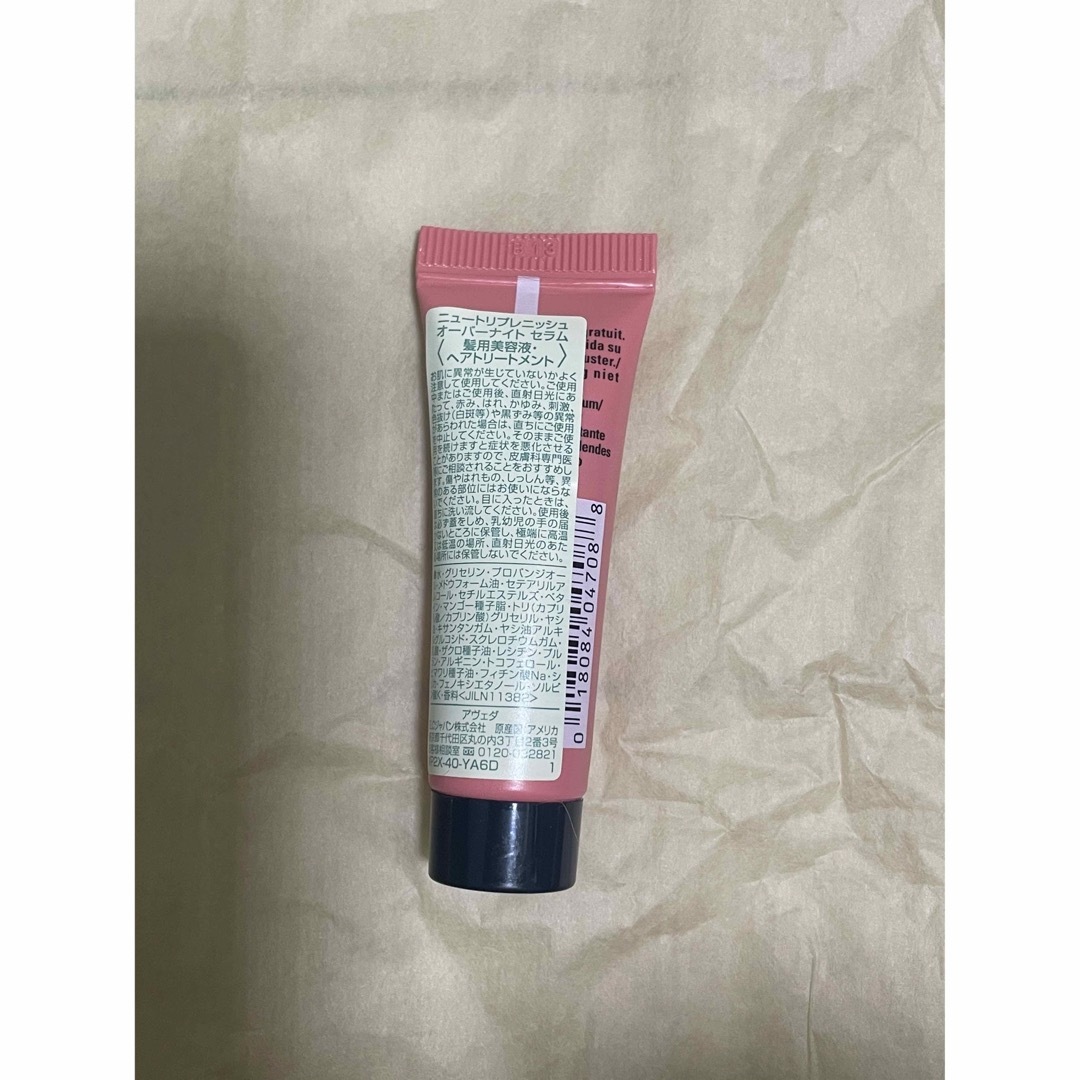 B13
ニュートリプレニッシュ
オーバーナイト セラム
〈髪用美容液・
ヘアトリートメント〉
お肌に異常が生じていないかよく
注意して使用してください。ご使用
中またはご使用後、直射日光にあ
たって、赤み、はれ、かゆみ、刺激、
色抜け(白斑等)や黒ずみ等の異常
があらわれた場合は、直ちにご使用
を中止してください。そのままご使
用を続けますと症状を悪化させる
ことがありますので、皮膚科専門医
等にご相談されることをおすすめし
ます。傷やはれもの、しっしん等、異
常のある部位にはお使いにならな
いでください。目に入ったときは、
直ちに洗い流してください。使用後
は必ず蓋をしめ、乳幼児の手の届
かないところに保管し、極端に高温
又は低温の場所、直射日光のあた
る場所には保管しないでください。
水・グリセリン・プロパンジオー
・メドウフォーム油・セテアリルア
コール・セチルエステルズ・ベタ
ン・マンゴー種子脂・トリ(カプリ
酸/カプリン酸)グリセリル・ヤシ
・キサンタンガム・ヤシ油アルキ
グルコシド・スクレロチウムガム・
酸・ザクロ種子油・レシチン・プル
ン・アルギニン・トコフェロール・
マワリ種子油・フィチン酸Na・シ
カ・フェノキシエタノール・ソルビ
酸K・香料<JILN11382>
アヴェダ
ジャパン株式会社 原産国:アメリカ
千代田区丸の内3丁目2番3号
相談室 0120-032821
P2X-40-YA6D 1
gratuit.
ida su
uster./
g niet
um/
tante
lendes
0 18084 04708 8